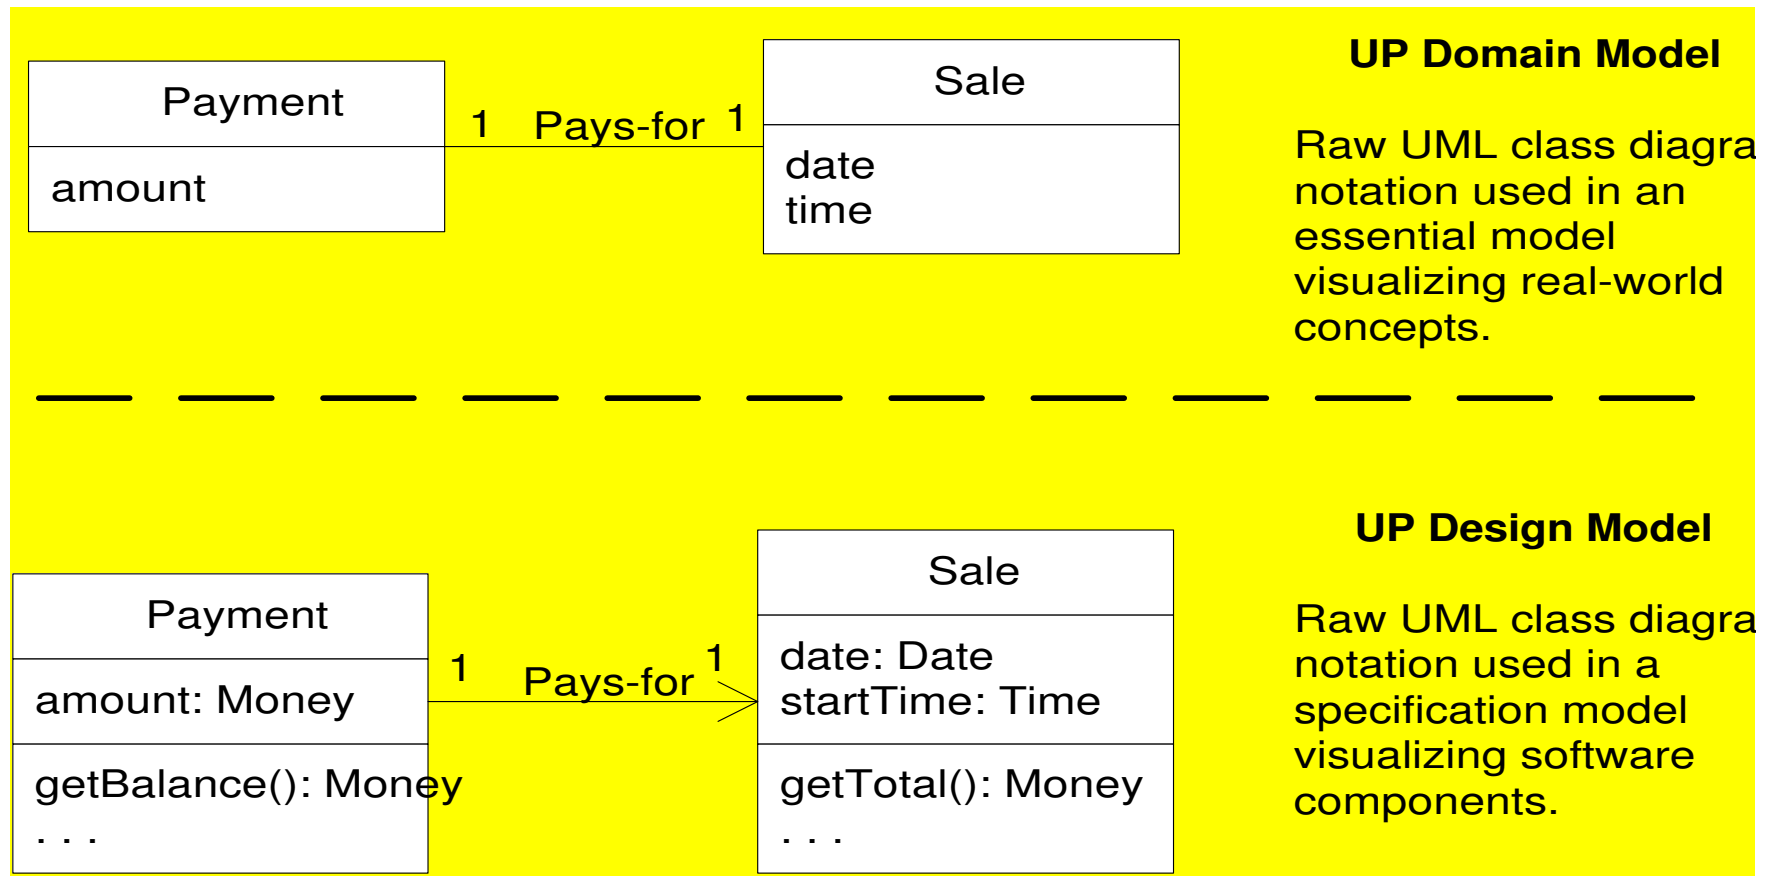 Payment
amount
1 Pays-for 1
Sale
date
time
UP Domain Model
Raw UML class diagra
notation used in an
essential model
visualizing real-world
concepts.
Payment
amount: Money
getBalance(): Money
. . .
1 Pays-for 1
Sale
date: Date
startTime: Time
getTotal(): Money
. . .
UP Design Model
Raw UML class diagra
notation used in a
specification model
visualizing software
components.